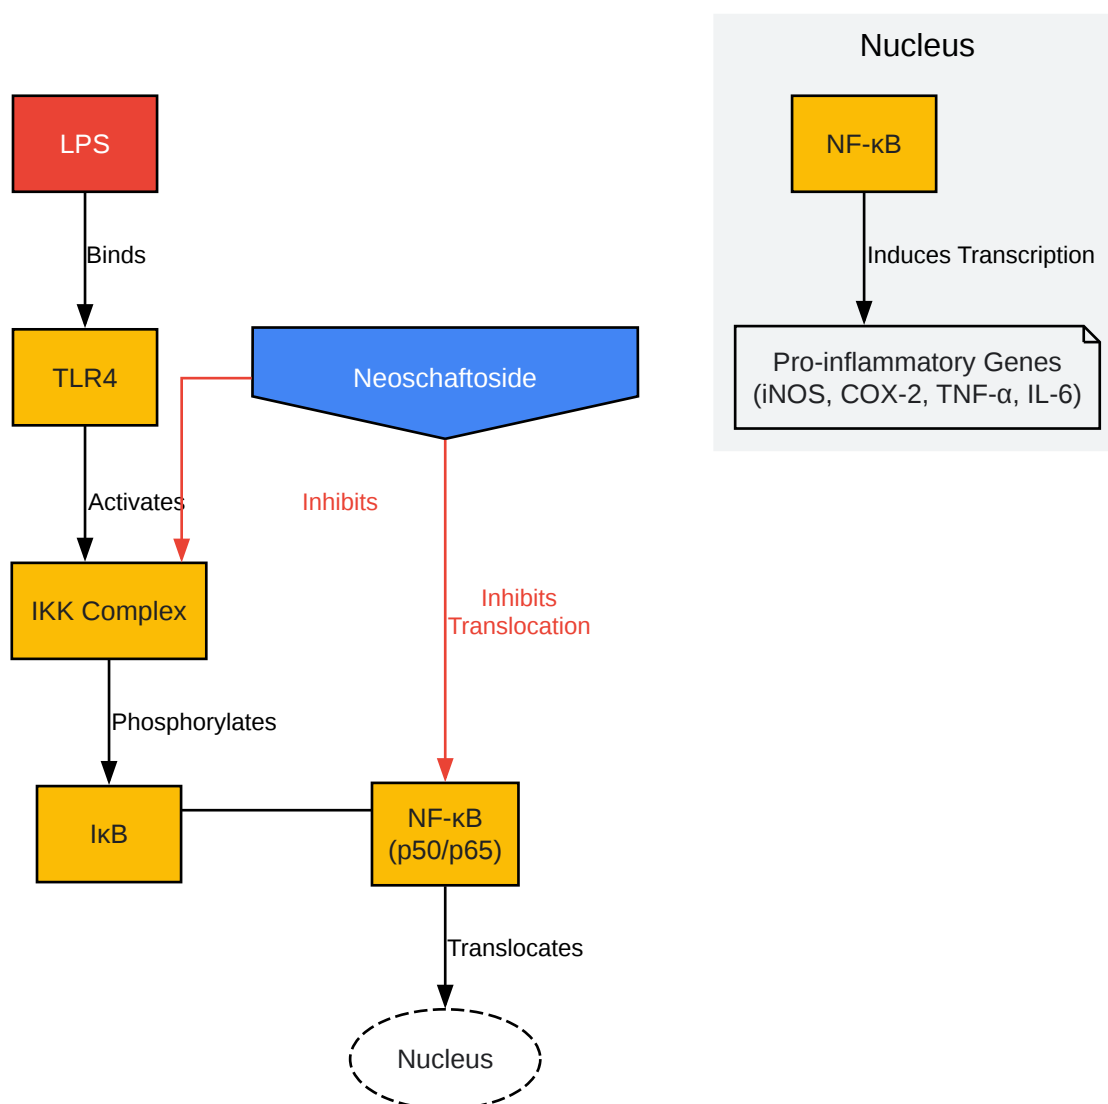 Nucleus
LPS
NF-κB
Binds
Induces Transcription
TLR4
Neoschaftoside
Pro-inflammatory Genes
(iNOS, COX-2, TNF-α, IL-6)
Activates
Inhibits
IKK Complex
Inhibits
Translocation
Phosphorylates
IκB
NF-κB
(p50/p65)
Translocates
Nucleus